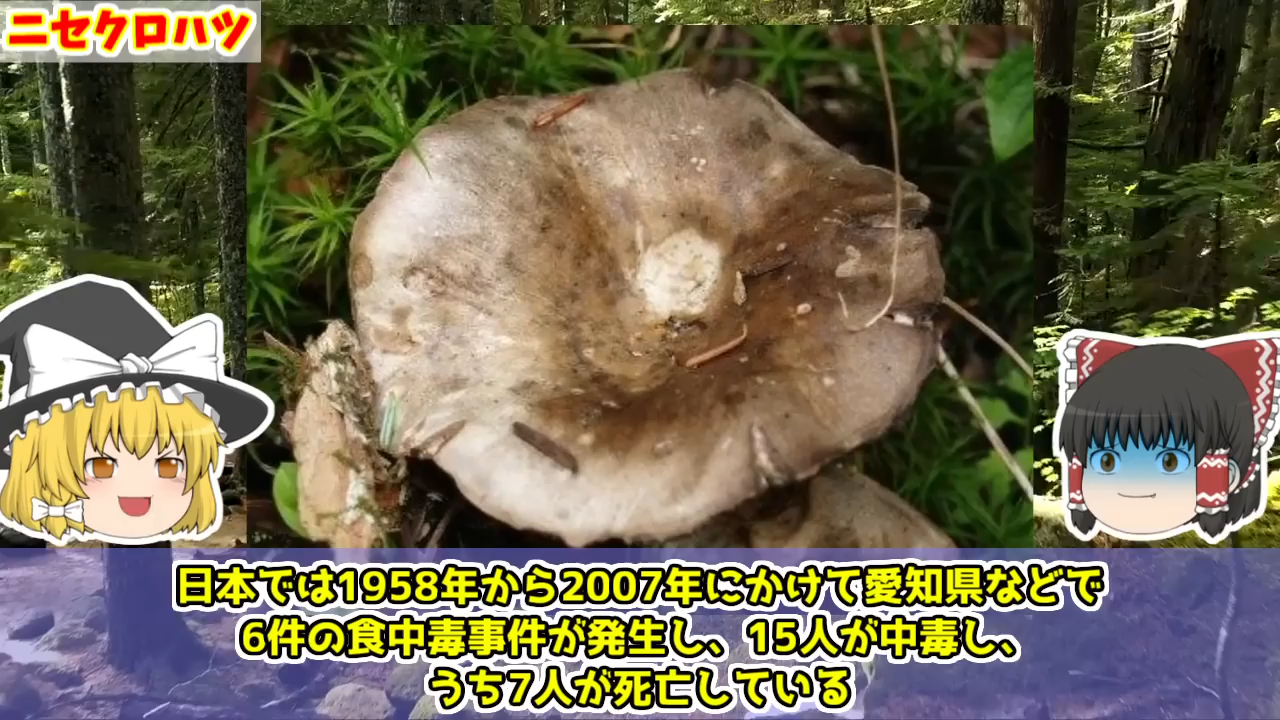 ニセクロハツ
日本では1958年から2007年にかけて愛知県などで
6件の食中毒事件が発生し、15人が中毒し、
うち7人が死亡している